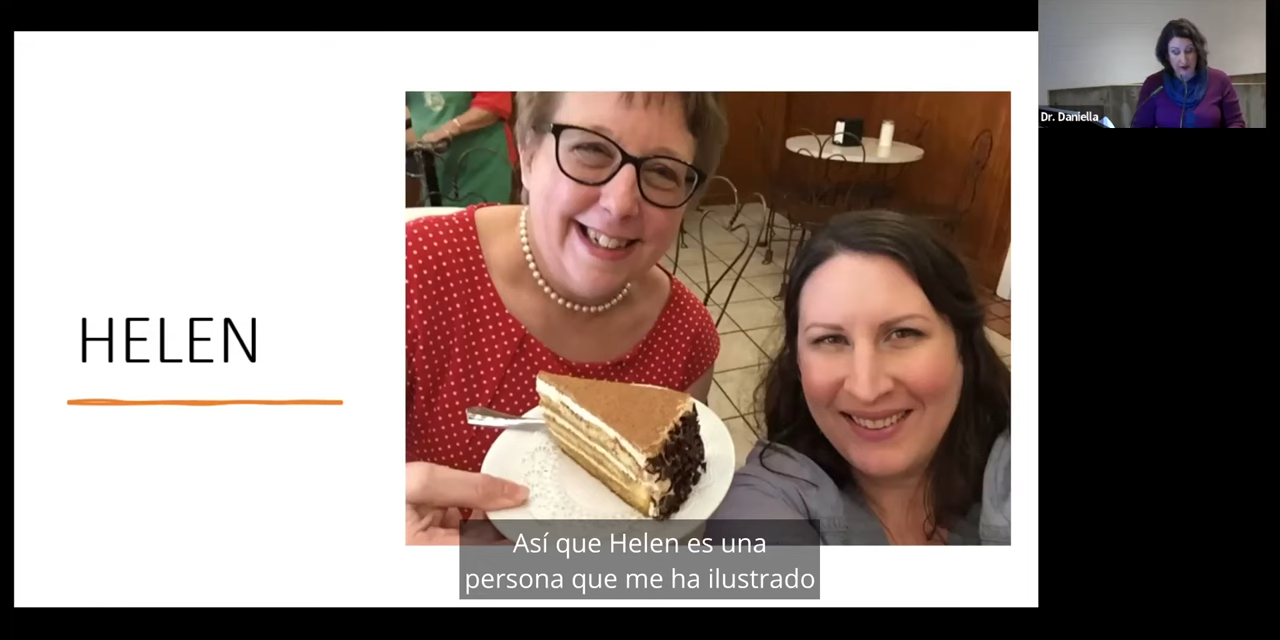 Dr. Daniella
HELEN
Así que Helen es una
persona que me ha ilustrado